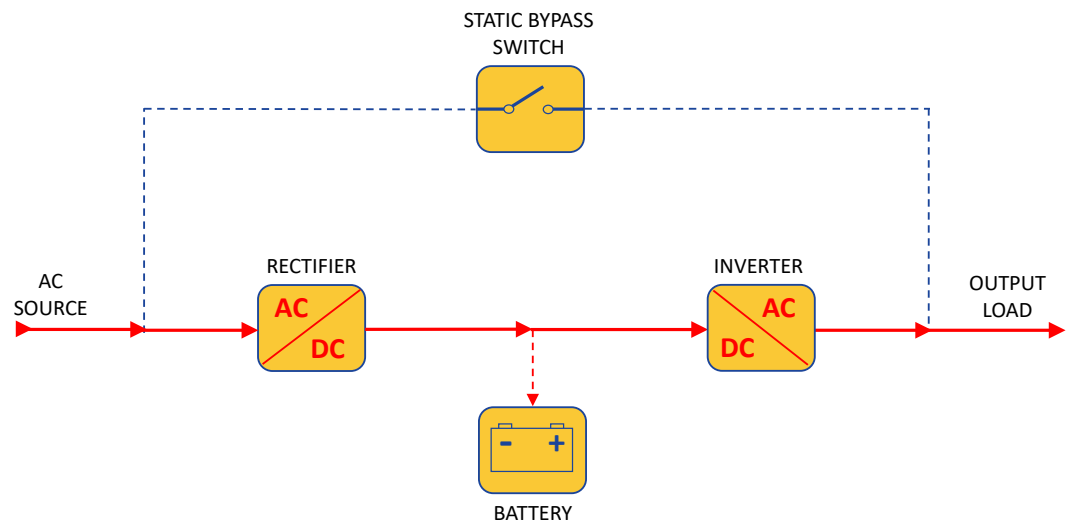 STATIC BYPASS
SWITCH
AC
SOURCE
RECTIFIER
AC
DC
INVERTER
AC
DC
OUTPUT
LOAD
- +
BATTERY